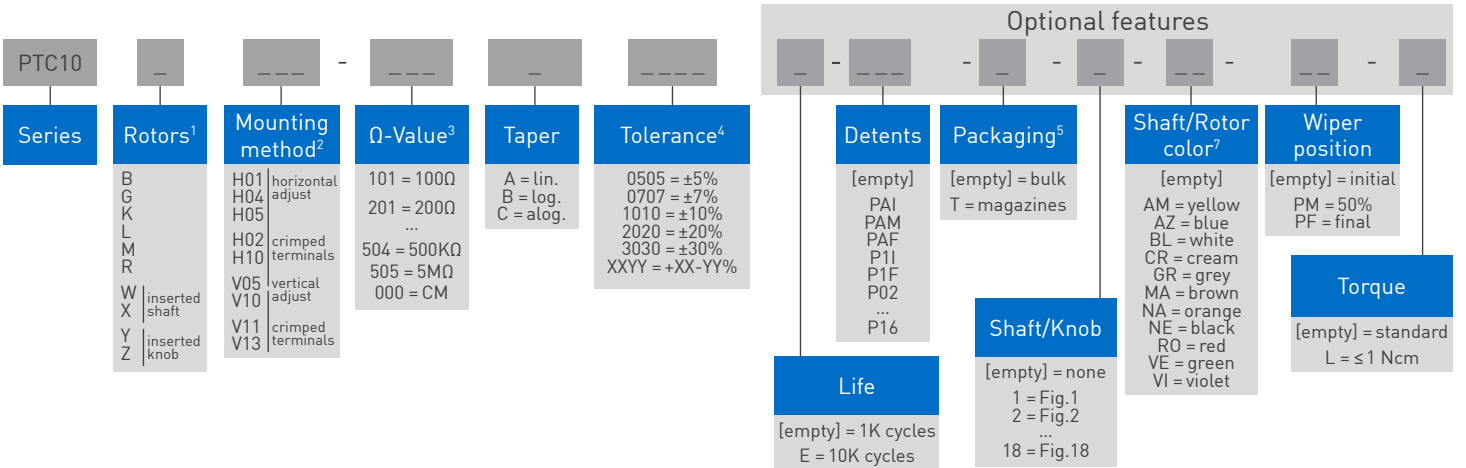 Optional features
PTC10 _ _ _ _ - _ _ _ _ _ _ _ _ _ - _ _ _ - _ - _ - _ _ - _ _ - _
Series
Rotors1
B
G
K
L
M
R
W
X
inserted
shaft
Y
Z
inserted
knob
Mounting
method2
H01
H04
H05
horizontal
adjust
H02
H10
crimped
terminals
V05
V10
vertical
adjust
V11
V13
crimped
terminals
Ω-Value3
101 = 100Ω
201 = 200Ω
...
504 = 500KΩ
505 = 5MΩ
000 = CM
Taper
A = lin.
B = log.
C = alog.
Tolerance4
0505 = ±5%
0707 = ±7%
1010 = ±10%
2020 = ±20%
3030 = ±30%
XXYY = +XX-YY%
Life
[empty] = 1K cycles
E = 10K cycles
Detents
[empty]
PAI
PAM
PAF
P1I
P1F
P02
...
P16
Packaging5
[empty] = bulk
T = magazines
Shaft/Knob
[empty] = none
1 = Fig.1
2 = Fig.2
...
18 = Fig.18
Shaft/Rotor
color7
[empty]
AM = yellow
AZ = blue
BL = white
CR = cream
GR = grey
MA = brown
NA = orange
NE = black
RO = red
VE = green
VI = violet
Wiper
position
[empty] = initial
PM = 50%
PF = final
Torque
[empty] = standard
L = ≤ 1 Ncm